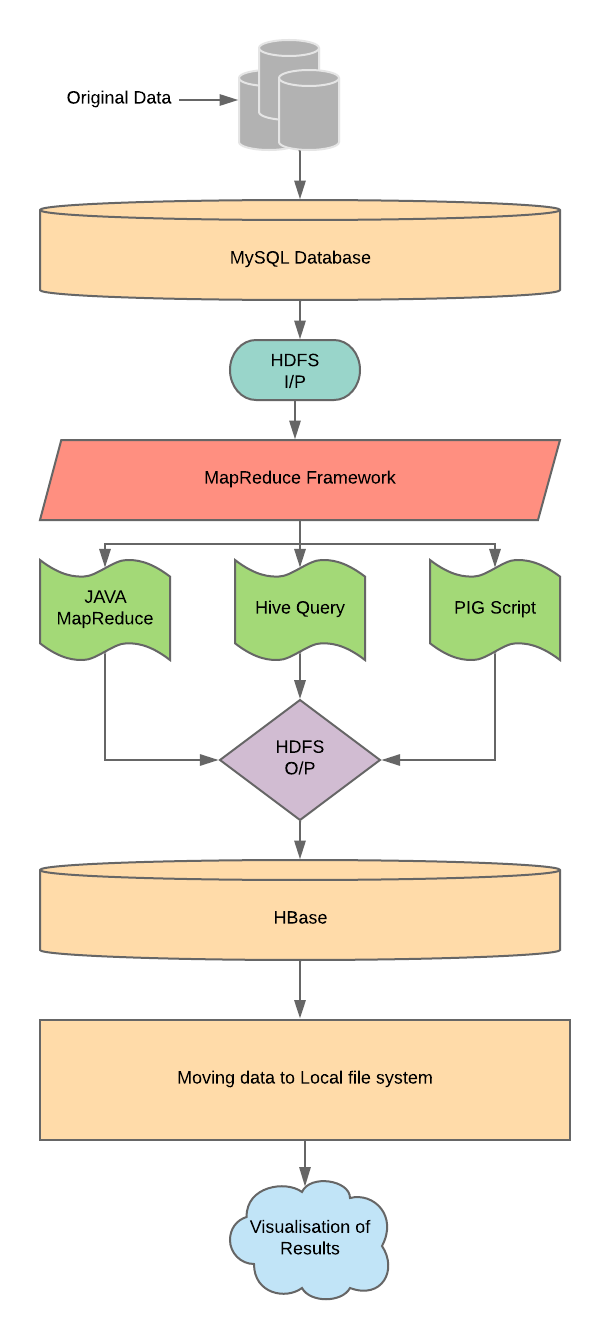 Original Data
MySQL Database
HDFS
I/P
MapReduce Framework
JAVA
MapReduce
Hive Query
PIG Script
HDFS
O/P
HBase
Moving data to Local file system
Visualisation of
Results